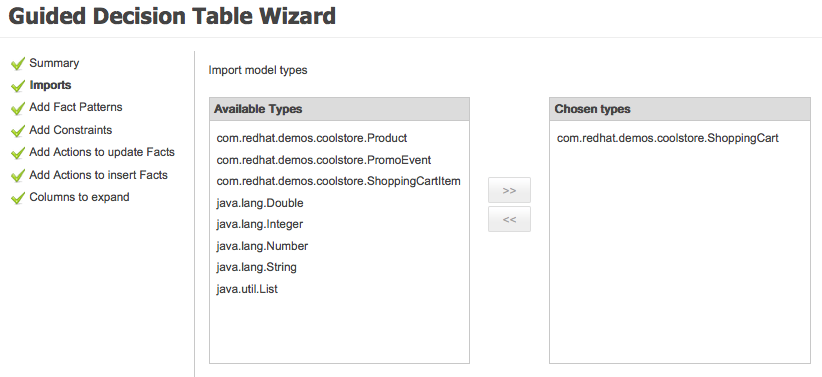 Guided Decision Table Wizard
Summary
Imports
Add Fact Patterns
Add Constraints
Add Actions to update Facts
Add Actions to insert Facts
Columns to expand
Import model types
Available Types
com.redhat.demos.coolstore.Product
com.redhat.demos.coolstore.PromoEvent
com.redhat.demos.coolstore.ShoppingCartItem
java.lang.Double
java.lang.Integer
java.lang.Number
java.lang.String
java.util.List
>>
<<
Chosen types
com.redhat.demos.coolstore.ShoppingCart